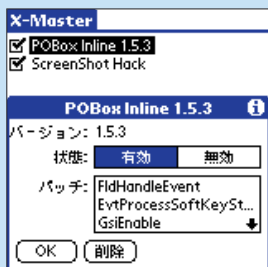 X-Master
POBox Inline 1.5.3
ScreenShot Hack
POBox Inline 1.5.3
バージョン: 1.5.3
状態: 有効 無効
パッチ: FldHandleEvent
EvtProcessSoftKeySt...
GsiEnable
OK 削除